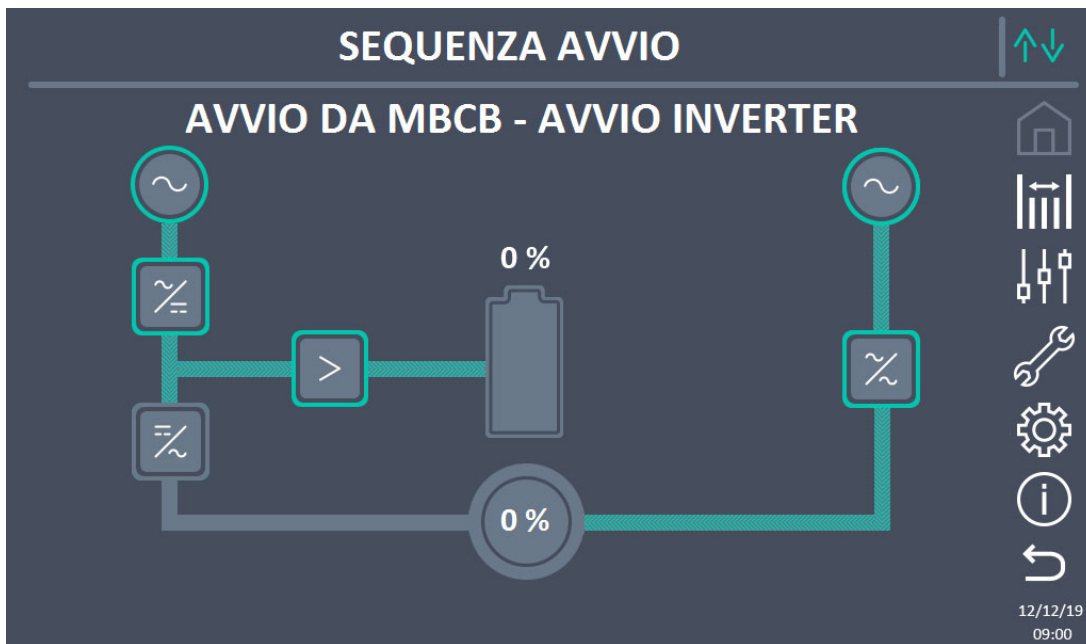 SEQUENZA AVVIO
AVVIO DA MBCB - AVVIO INVERTER
0 %
0 %
12/12/19
09:00